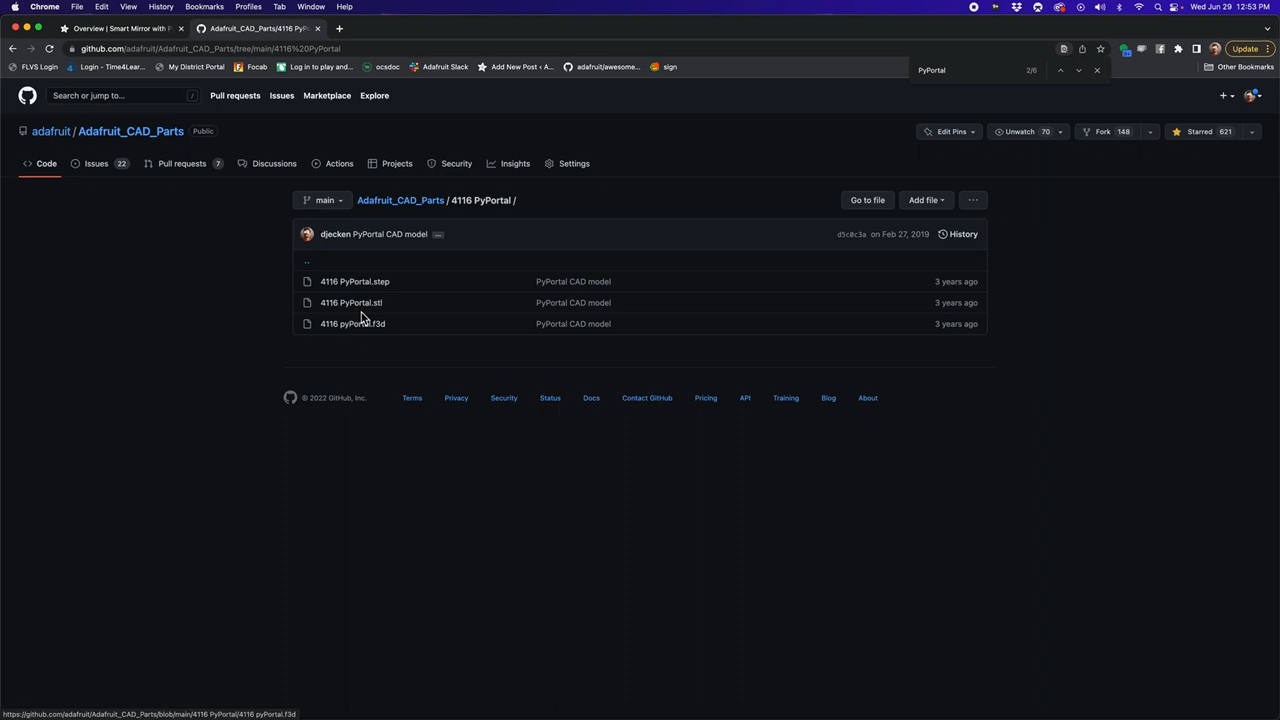 Chrome File Edit View History Bookmarks Profiles Tab Window Help Wed Jun 29 12:53 PM
Overview | Smart Mirror with P Adafruit_CAD_Parts/4116 PyPo
github.com/adafruit/Adafruit_CAD_Parts/tree/main/4116%20PyPortal Update
FLVS Login Login - Time4Lear... My District Portal Focab Log in to play and... ocsdoc Adafruit Slack Add New Post ‹ A... adafruit/awesome... sign Other Bookmarks
PyPortal 2/6
Search or jump to... / Pull requests Issues Marketplace Explore
adafruit / Adafruit_CAD_Parts Public Edit Pins Unwatch 70 Fork 148 Starred 621
Code Issues 22 Pull requests 7 Discussions Actions Projects Security Insights Settings
main Adafruit_CAD_Parts / 4116 PyPortal / Go to file Add file ...
djecken PyPortal CAD model ... d5c0c3a on Feb 27, 2019 History
..
4116 PyPortal.step PyPortal CAD model 3 years ago
4116 PyPortal.stl PyPortal CAD model 3 years ago
4116 pyPortal.f3d PyPortal CAD model 3 years ago
© 2022 GitHub, Inc. Terms Privacy Security Status Docs Contact GitHub Pricing API Training Blog About
https://github.com/adafruit/Adafruit_CAD_Parts/blob/main/4116 PyPortal/4116 pyPortal.f3d